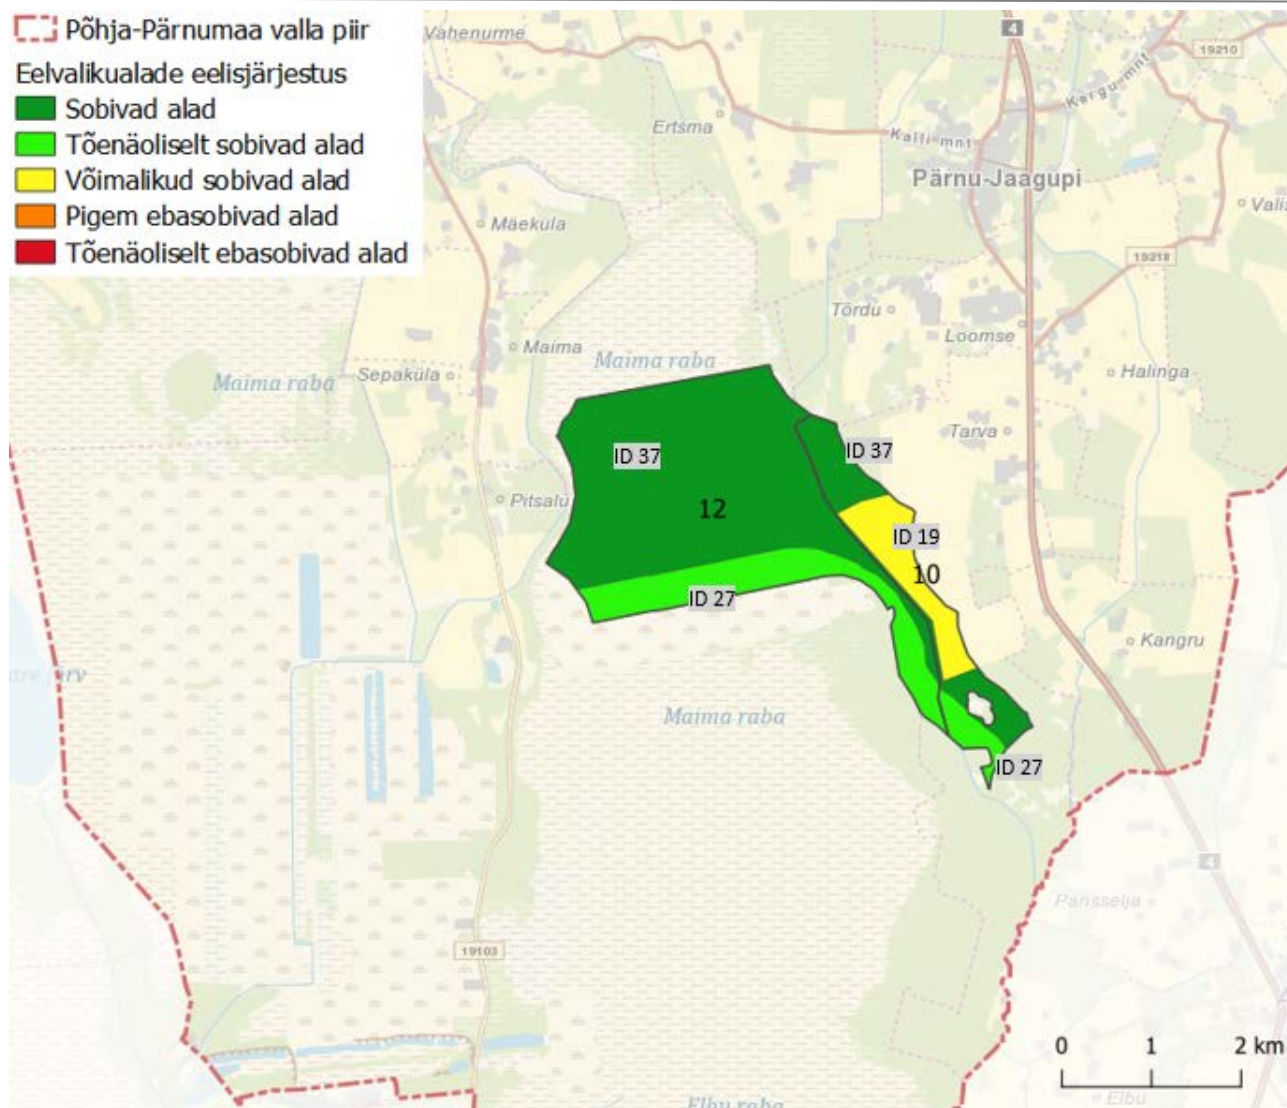 Põhja-Pärnumaa valla piir
Eelvalikualade eelisjärjestus
Sobivad alad
Tõenäoliselt sobivad alad
Võimalikud sobivad alad
Pigem ebasobivad alad
Tõenäoliselt ebasobivad alad
Vahenurme
4
19210
Kergu mnt
Ertsma
Kalli mnt
Pärnu-Jaagupi
Mäeküla
19218
Tõrdu
Loomse
Maima
Maima raba
Sepaküla
Maima raba
Halinga
Tarva
ID 37
ID 37
Pitsalu
12
ID 19
10
ID 27
Kangru
Maima raba
ID 27
4
Parisselja
19103
0 1 2 km
Elbu
Elbu raba